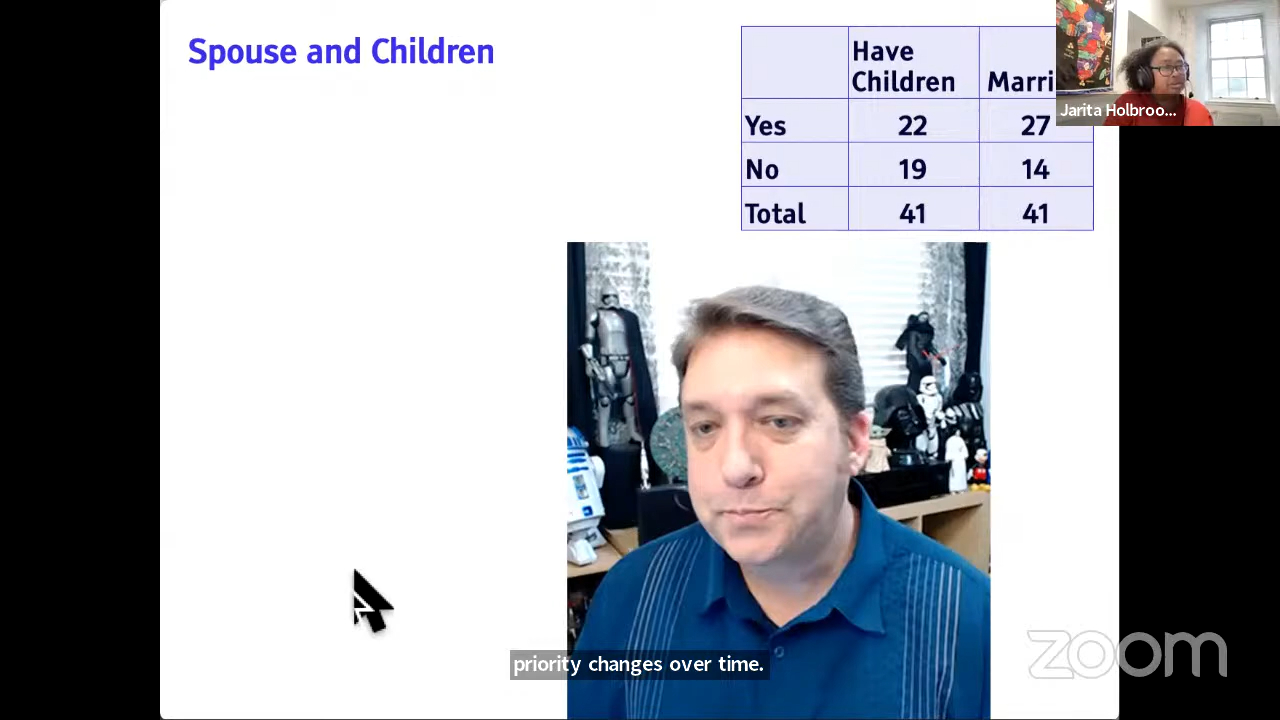 Spouse and Children
Have
Children
Marri
Yes
22
27
No
19
14
Total
41
41
Jarita Holbroo...
priority changes over time.
zoom